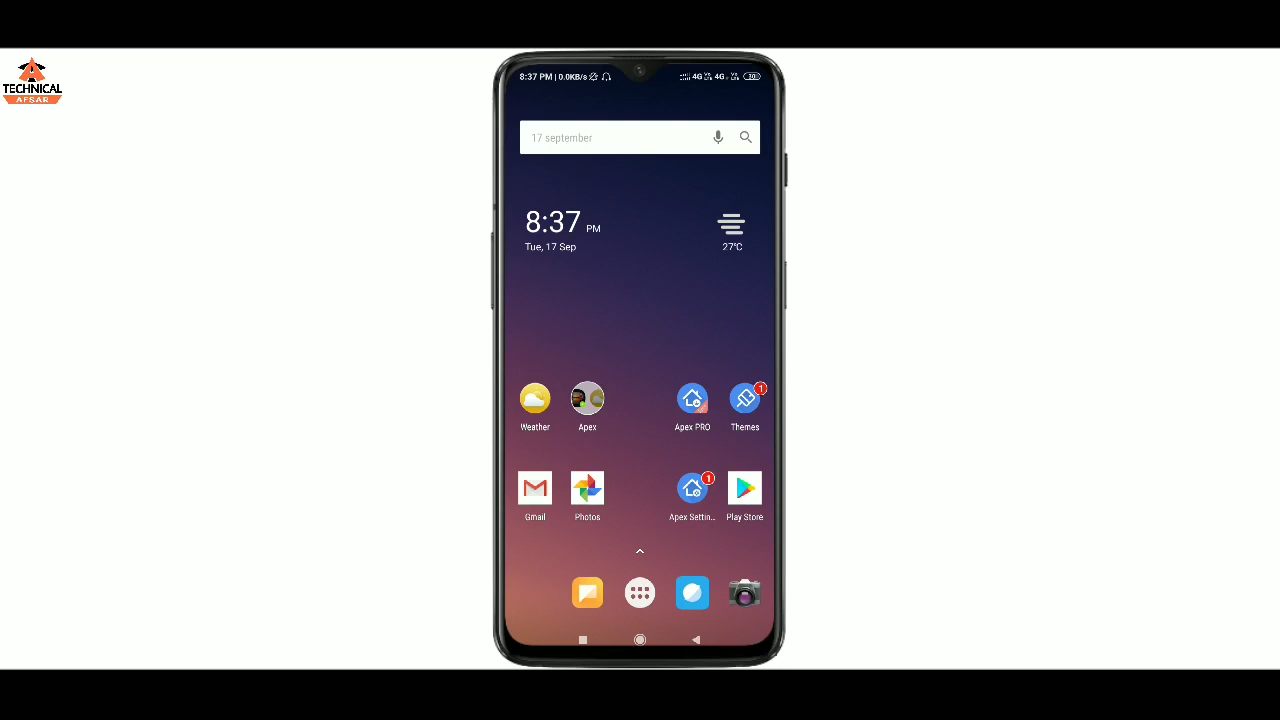 TECHNICAL
AFSAR
8:37 PM | 0.0KB/s
4G 4G
17 september
8:37 PM
Tue, 17 Sep
27°C
1
Weather
Apex
Apex PRO
Themes
1
Gmail
Photos
Apex Settin..
Play Store